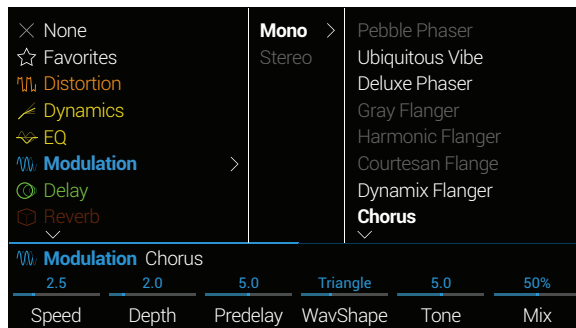 None
Favorites
Distortion
Dynamics
EQ
Modulation
Delay
Reverb
Mono
Stereo
Pebble Phaser
Ubiquitous Vibe
Deluxe Phaser
Gray Flanger
Harmonic Flanger
Courtesan Flange
Dynamix Flanger
Chorus
Modulation Chorus
2.5 2.0 5.0 Triangle 5.0 50%
Speed Depth Predelay WavShape Tone Mix